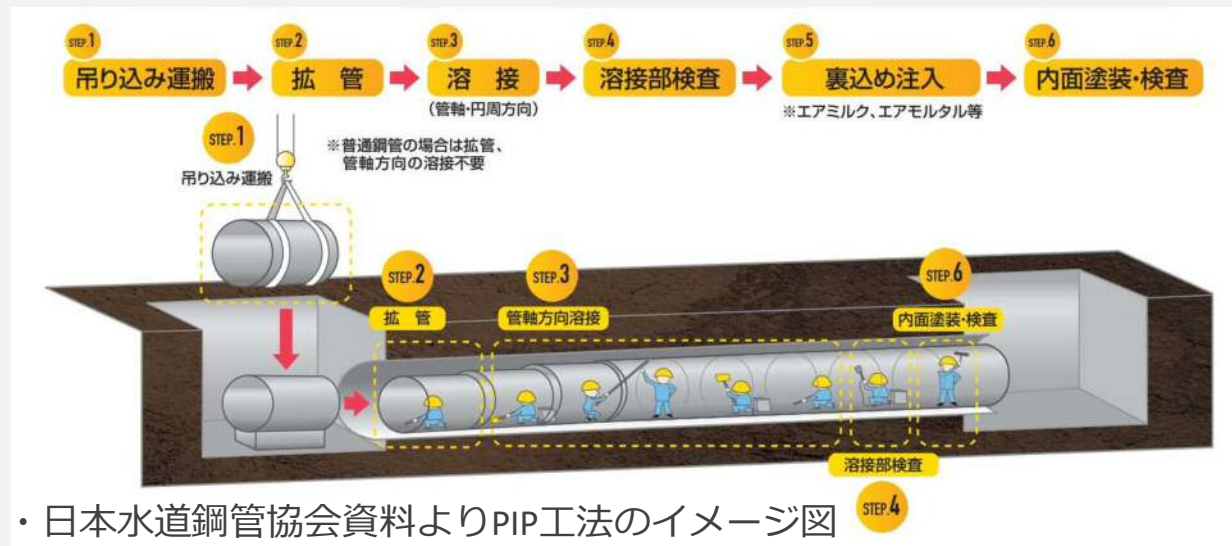 STEP.1
吊り込み運搬
STEP.2
拡 管
STEP.3
溶 接
(管軸・円周方向)
STEP.4
溶接部検査
STEP.5
裏込め注入
※エアミルク、エアモルタル等
STEP.6
内面塗装・検査
STEP.1
吊り込み運搬
※普通鋼管の場合は拡管、
管軸方向の溶接不要
STEP.2
拡 管
STEP.3
管軸方向溶接
STEP.6
内面塗装・検査
溶接部検査
STEP.4
・日本水道鋼管協会資料よりPIP工法のイメージ図